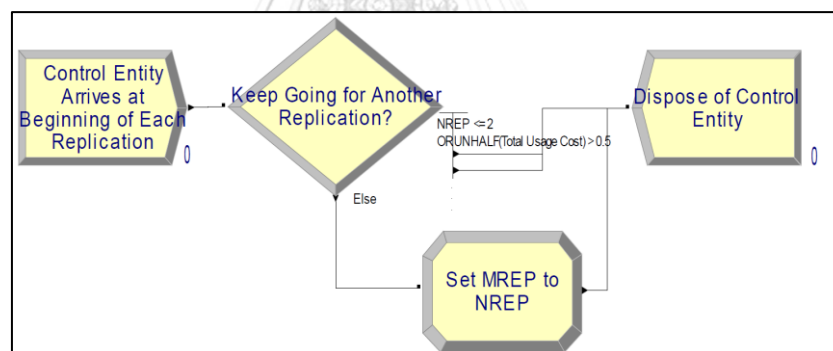 Control Entity
Arrives at
Beginning of Each
Replication
0
Keep Going for Another
Replication?
NREP <= 2
ORUNHALF(Total Usage Cost) > 0.5
Else
Dispose of Control
Entity
0
Set MREP to
NREP